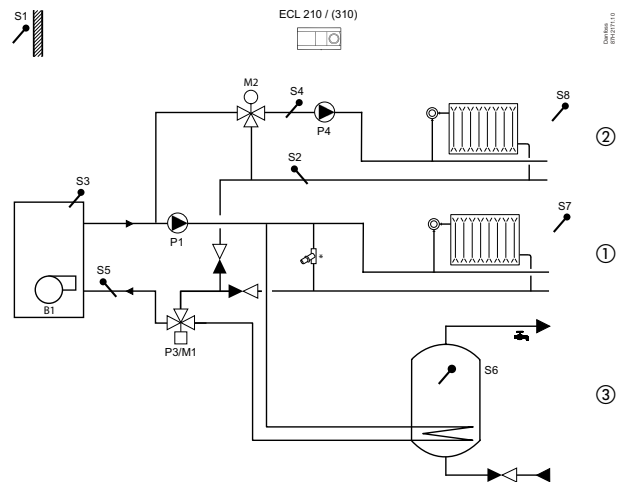 S1
ECL 210 / (310)
Danfoss
87H2171.10
M2
S4
P4
S8
2
S2
S3
P1
S7
1
*
S5
B1
P3/M1
S6
3